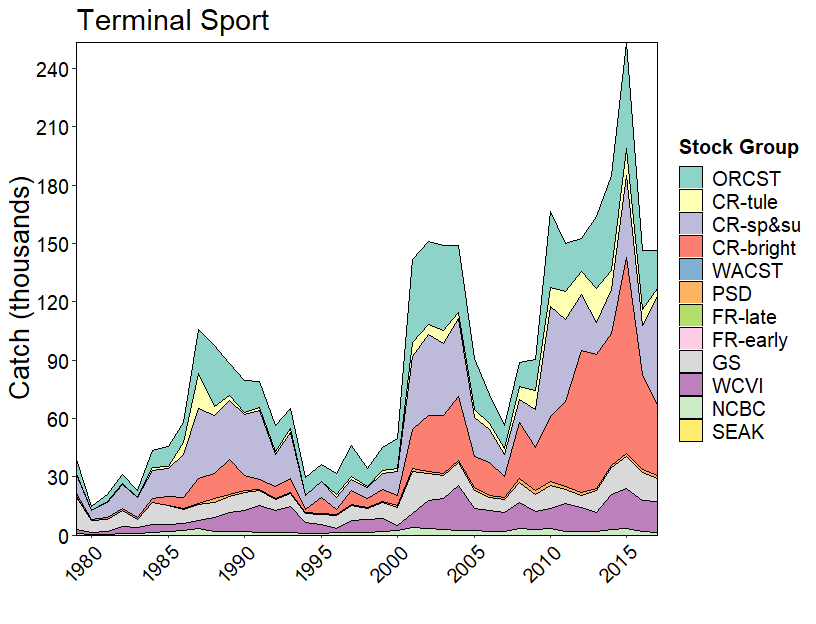 Terminal Sport
Catch (thousands)
240
210
180
150
120
90
60
30
0
1980
1985
1990
1995
2000
2005
2010
2015
Stock Group
ORCST
CR-tule
CR-sp&su
CR-bright
WACST
PSD
FR-late
FR-early
GS
WCVI
NCBC
SEAK